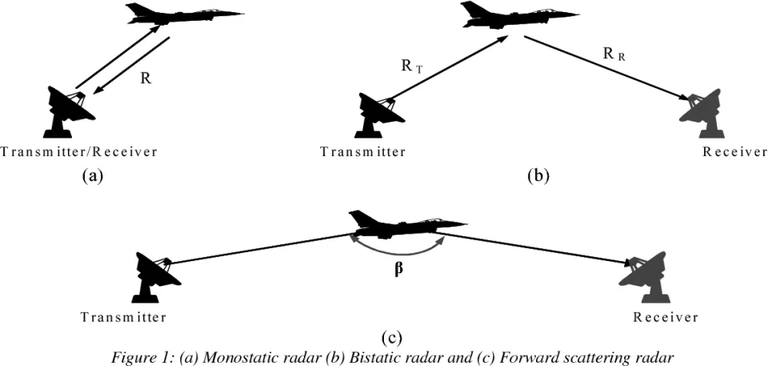 R
Transmitter/Receiver
(a)
R T
R R
Transmitter
Receiver
(b)
β
Transmitter
Receiver
(c)
Figure 1: (a) Monostatic radar (b) Bistatic radar and (c) Forward scattering radar